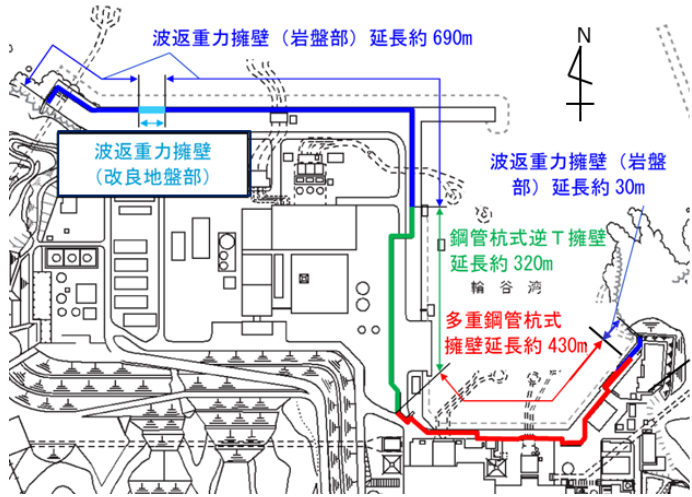 波返重力擁壁（岩盤部）延長約 690m
N
波返重力擁壁
（改良地盤部）
波返重力擁壁（岩盤
部）延長約 30m
鋼管杭式逆Ｔ擁壁
延長約 320m
輪谷湾
多重鋼管杭式
擁壁延長約 430m